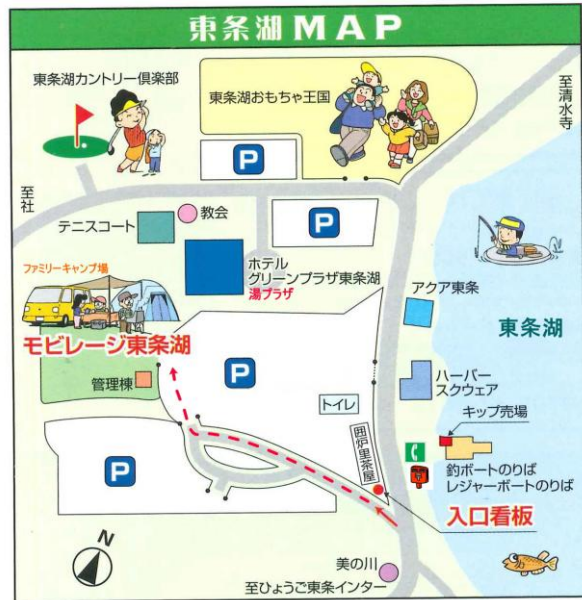 東条湖 MAP
東条湖カントリー倶楽部
東条湖おもちゃ王国
至清水寺
P
至社
テニスコート
教会
P
ホテル
グリーンプラザ東条湖
湯プラザ
ファミリーキャンプ場
モビレージ東条湖
アクア東条
東条湖
管理棟
P
トイレ
ハーバー
スクウェア
キップ売場
囲炉里茶屋
釣ボートのりば
レジャーボートのりば
P
入口看板
N
美の川
至ひょうご東条インター